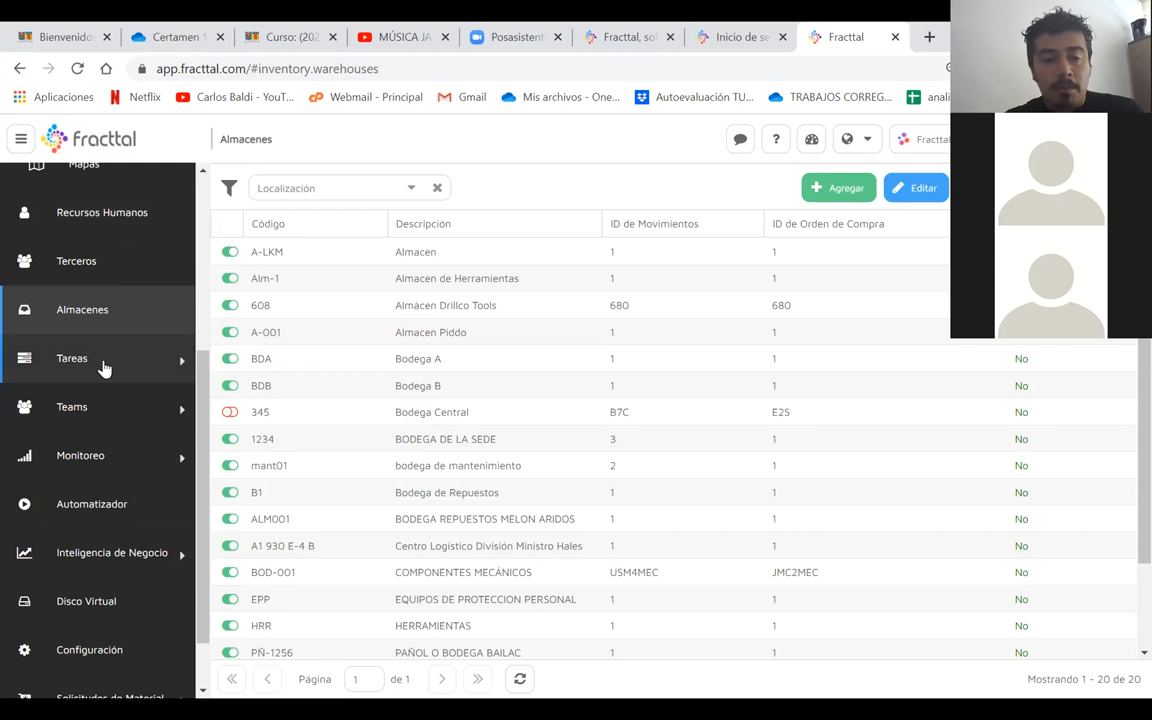 Bienvenidos
Certamen 1
Curso: (202
MÚSICA JA
Posasistent
Fracttal, sol
Inicio de se
Fracttal
app.fracttal.com/#inventory.warehouses
Aplicaciones
Netflix
Carlos Baldi - YouT...
Webmail - Principal
Gmail
Mis archivos - One...
Autoevaluación TU...
TRABAJOS CORREG...
anali
fracttal
Almacenes
?
Fracttal
Mapas
Recursos Humanos
Terceros
Almacenes
Tareas
Teams
Monitoreo
Automatizador
Inteligencia de Negocio
Disco Virtual
Configuración
Solicitudes de Material
Localización
Agregar
Editar
Código Descripción ID de Movimientos ID de Orden de Compra
A-LKM Almacen 1 1
Alm-1 Almacen de Herramientas 1 1
608 Almacen Drillco Tools 680 680
A-001 Almacen Piddo 1 1
BDA Bodega A 1 1 No
BDB Bodega B 1 1 No
345 Bodega Central B7C E2S No
1234 BODEGA DE LA SEDE 3 1 No
mant01 bodega de mantenimiento 2 1 No
B1 Bodega de Repuestos 1 1 No
ALM001 BODEGA REPUESTOS MELON ARIDOS 1 1 No
A1 930 E-4 B Centro Logístico División Ministro Hales 1 1 No
BOD-001 COMPONENTES MECÁNICOS USM4MEC JMC2MEC No
EPP EQUIPOS DE PROTECCION PERSONAL 1 1 No
HRR HERRAMIENTAS 1 1 No
PÑ-1256 PAÑOL O BODEGA BAILAC 1 1 No
Página 1 de 1
Mostrando 1 - 20 de 20